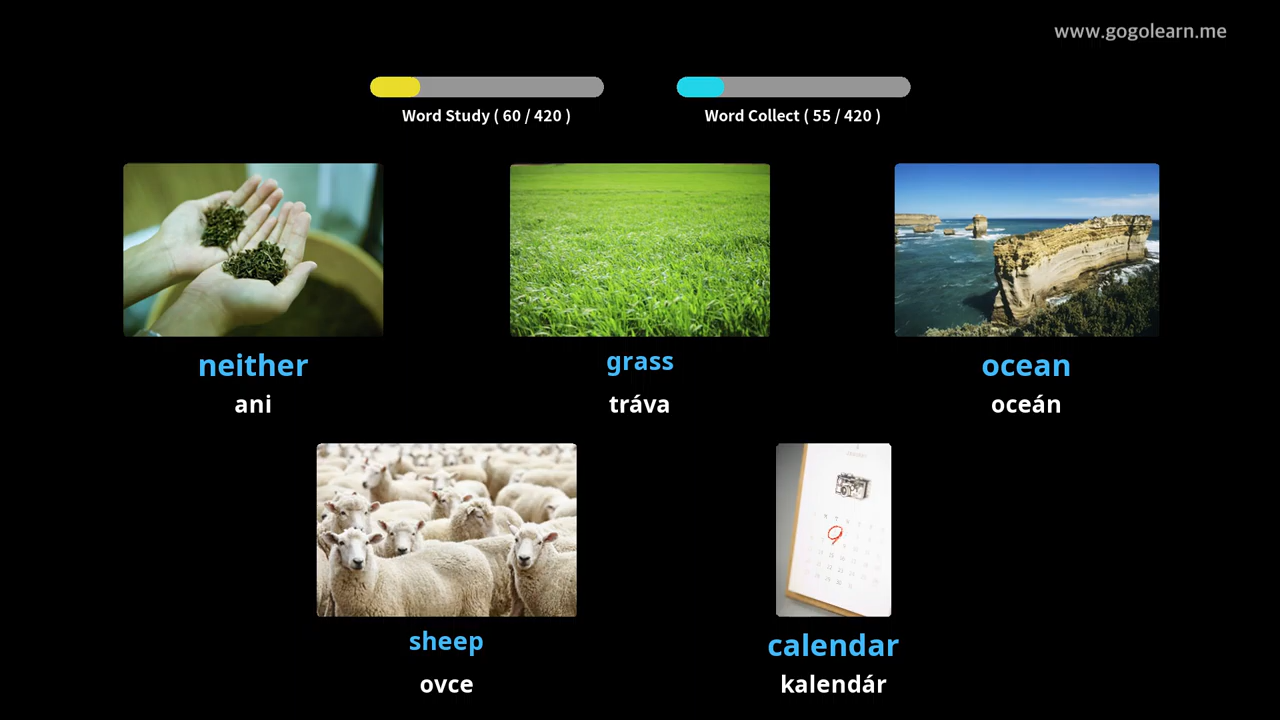 www.gogolearn.me
Word Study ( 60 / 420 )
Word Collect ( 55 / 420 )
neither
ani
grass
tráva
ocean
oceán
sheep
ovce
calendar
kalendár